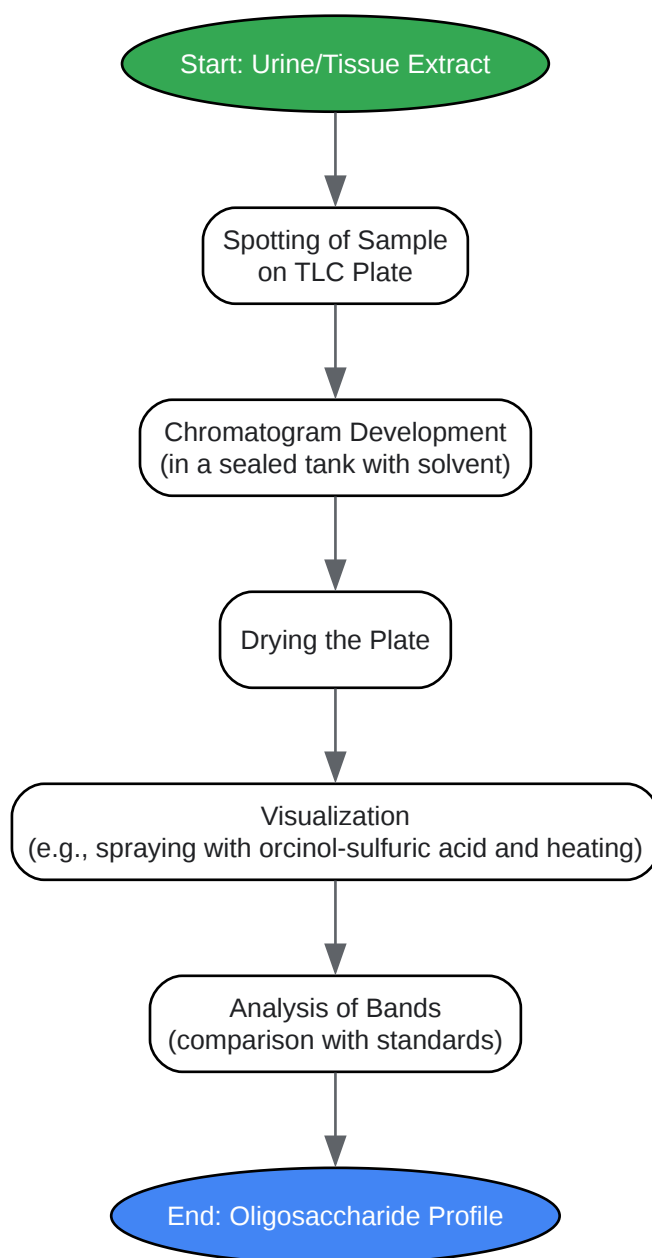 Start: Urine/Tissue Extract
Spotting of Sample
on TLC Plate
Chromatogram Development
(in a sealed tank with solvent)
Drying the Plate
Visualization
(e.g., spraying with orcinol-sulfuric acid and heating)
Analysis of Bands
(comparison with standards)
End: Oligosaccharide Profile